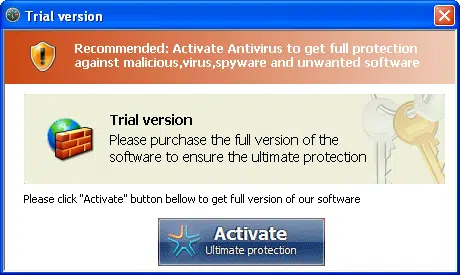 Trial version
Recommended: Activate Antivirus to get full protection
against malicious,virus,spyware and unwanted software
Trial version
Please purchase the full version of the
software to ensure the ultimate protection
Please click "Activate" button bellow to get full version of our software
Activate
Ultimate protection